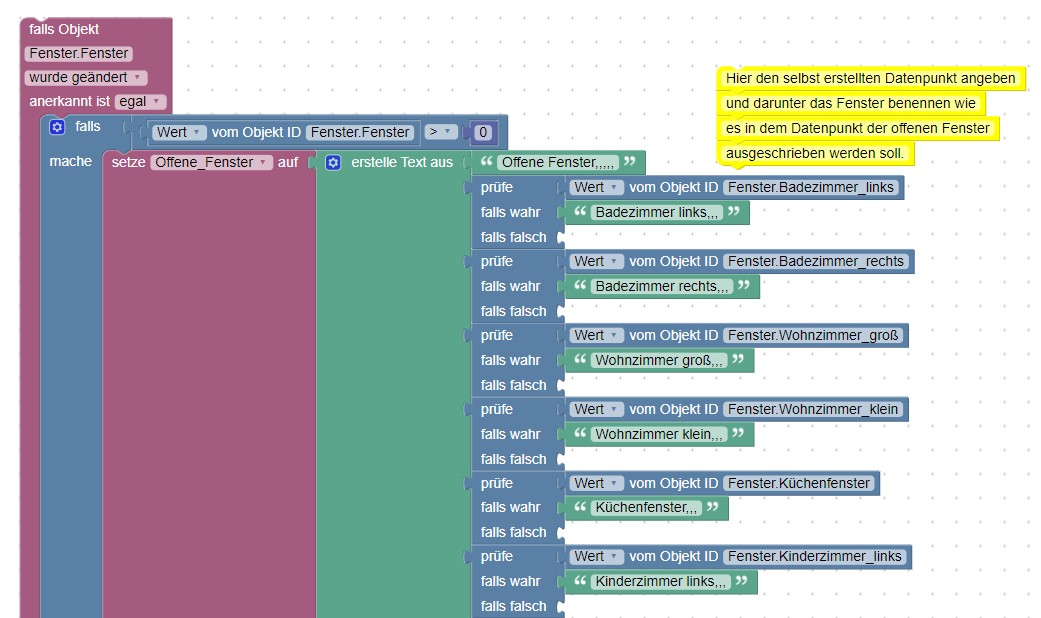 falls Objekt
Fenster.Fenster
wurde geändert
anerkannt ist egal
falls Wert vom Objekt ID Fenster.Fenster > 0
mache setze Offene_Fenster auf erstelle Text aus “ Offene Fenster,,,,, ”
prüfe Wert vom Objekt ID Fenster.Badezimmer_links
falls wahr “ Badezimmer links,,, ”
falls falsch
prüfe Wert vom Objekt ID Fenster.Badezimmer_rechts
falls wahr “ Badezimmer rechts,,, ”
falls falsch
prüfe Wert vom Objekt ID Fenster.Wohnzimmer_groß
falls wahr “ Wohnzimmer groß,,, ”
falls falsch
prüfe Wert vom Objekt ID Fenster.Wohnzimmer_klein
falls wahr “ Wohnzimmer klein,,, ”
falls falsch
prüfe Wert vom Objekt ID Fenster.Küchenfenster
falls wahr “ Küchenfenster,,, ”
falls falsch
prüfe Wert vom Objekt ID Fenster.Kinderzimmer_links
falls wahr “ Kinderzimmer links,,, ”
falls falsch
Hier den selbst erstellten Datenpunkt angeben
und darunter das Fenster benennen wie
es in dem Datenpunkt der offenen Fenster
ausgeschrieben werden soll.